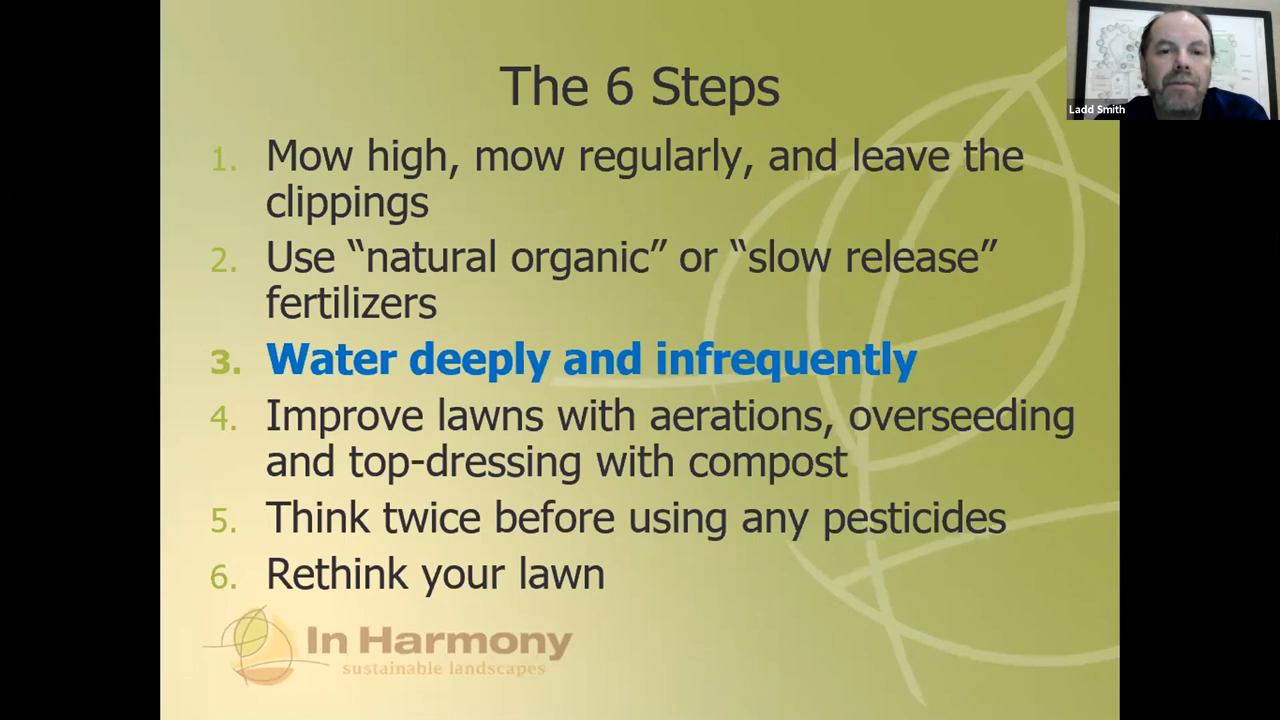 The 6 Steps
1. Mow high, mow regularly, and leave the
clippings
2. Use “natural organic” or “slow release”
fertilizers
3. Water deeply and infrequently
4. Improve lawns with aerations, overseeding
and top-dressing with compost
5. Think twice before using any pesticides
6. Rethink your lawn
In Harmony
sustainable landscapes
Ladd Smith